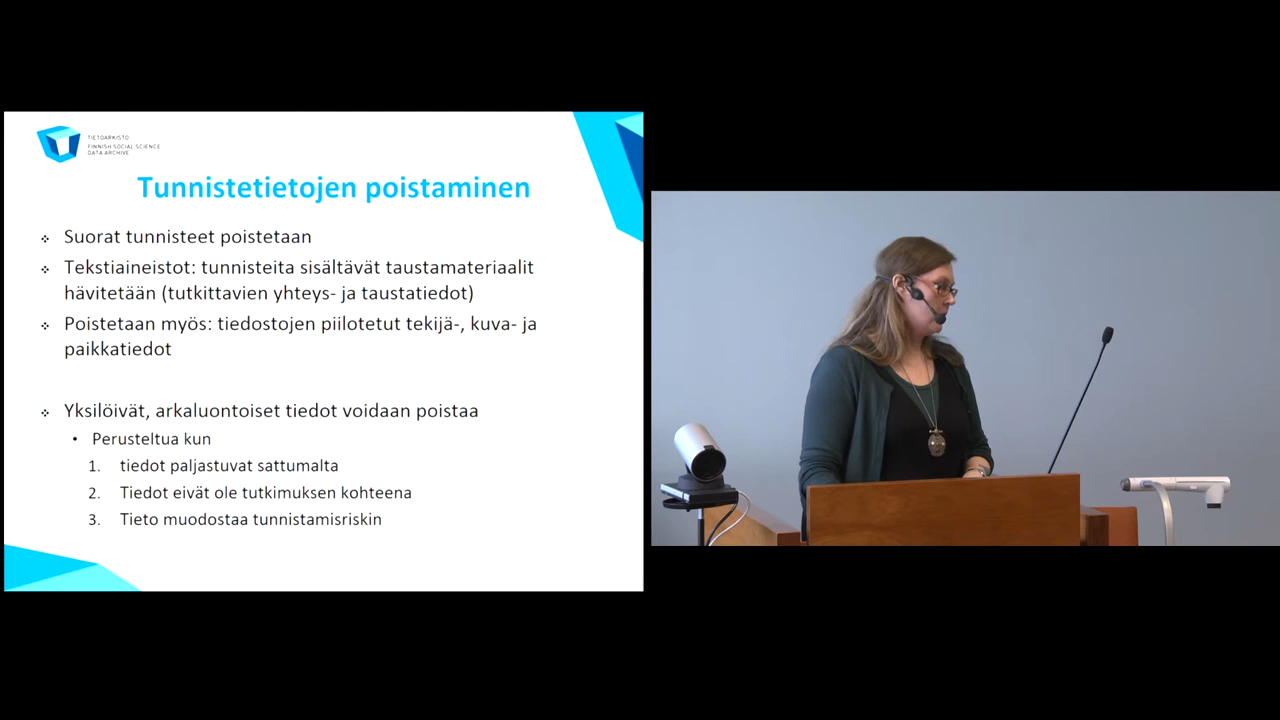 TIETOARKISTO
FINNISH SOCIAL SCIENCE
DATA ARCHIVE
Tunnistetietojen poistaminen
Suorat tunnisteet poistetaan
Tekstiaineistot: tunnisteita sisältävät taustamateriaalit
hävitetään (tutkittavien yhteys- ja taustatiedot)
Poistetaan myös: tiedostojen piilotetut tekijä-, kuva- ja
paikkatiedot
Yksilöivät, arkaluontoiset tiedot voidaan poistaa
• Perusteltua kun
1. tiedot paljastuvat sattumalta
2. Tiedot eivät ole tutkimuksen kohteena
3. Tieto muodostaa tunnistamisriskin